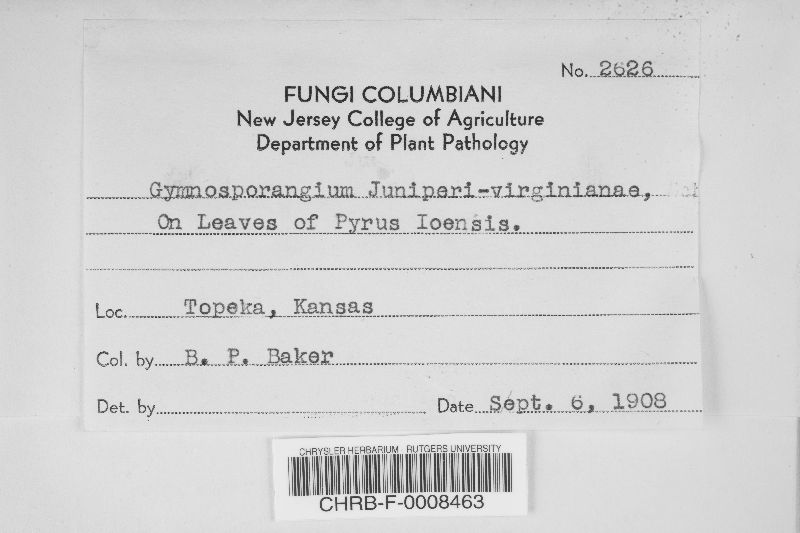 No. 2626
FUNGI COLUMBIANI
New Jersey College of Agriculture
Department of Plant Pathology
Gymnosporangium Juniperi-virginianae,
On Leaves of Pyrus Ioensis.
Loc. Topeka, Kansas
Col. by B. P. Baker
Det. by
Date Sept. 6, 1908
CHRYSLER HERBARIUM RUTGERS UNIVERSITY
CHRB-F-0008463